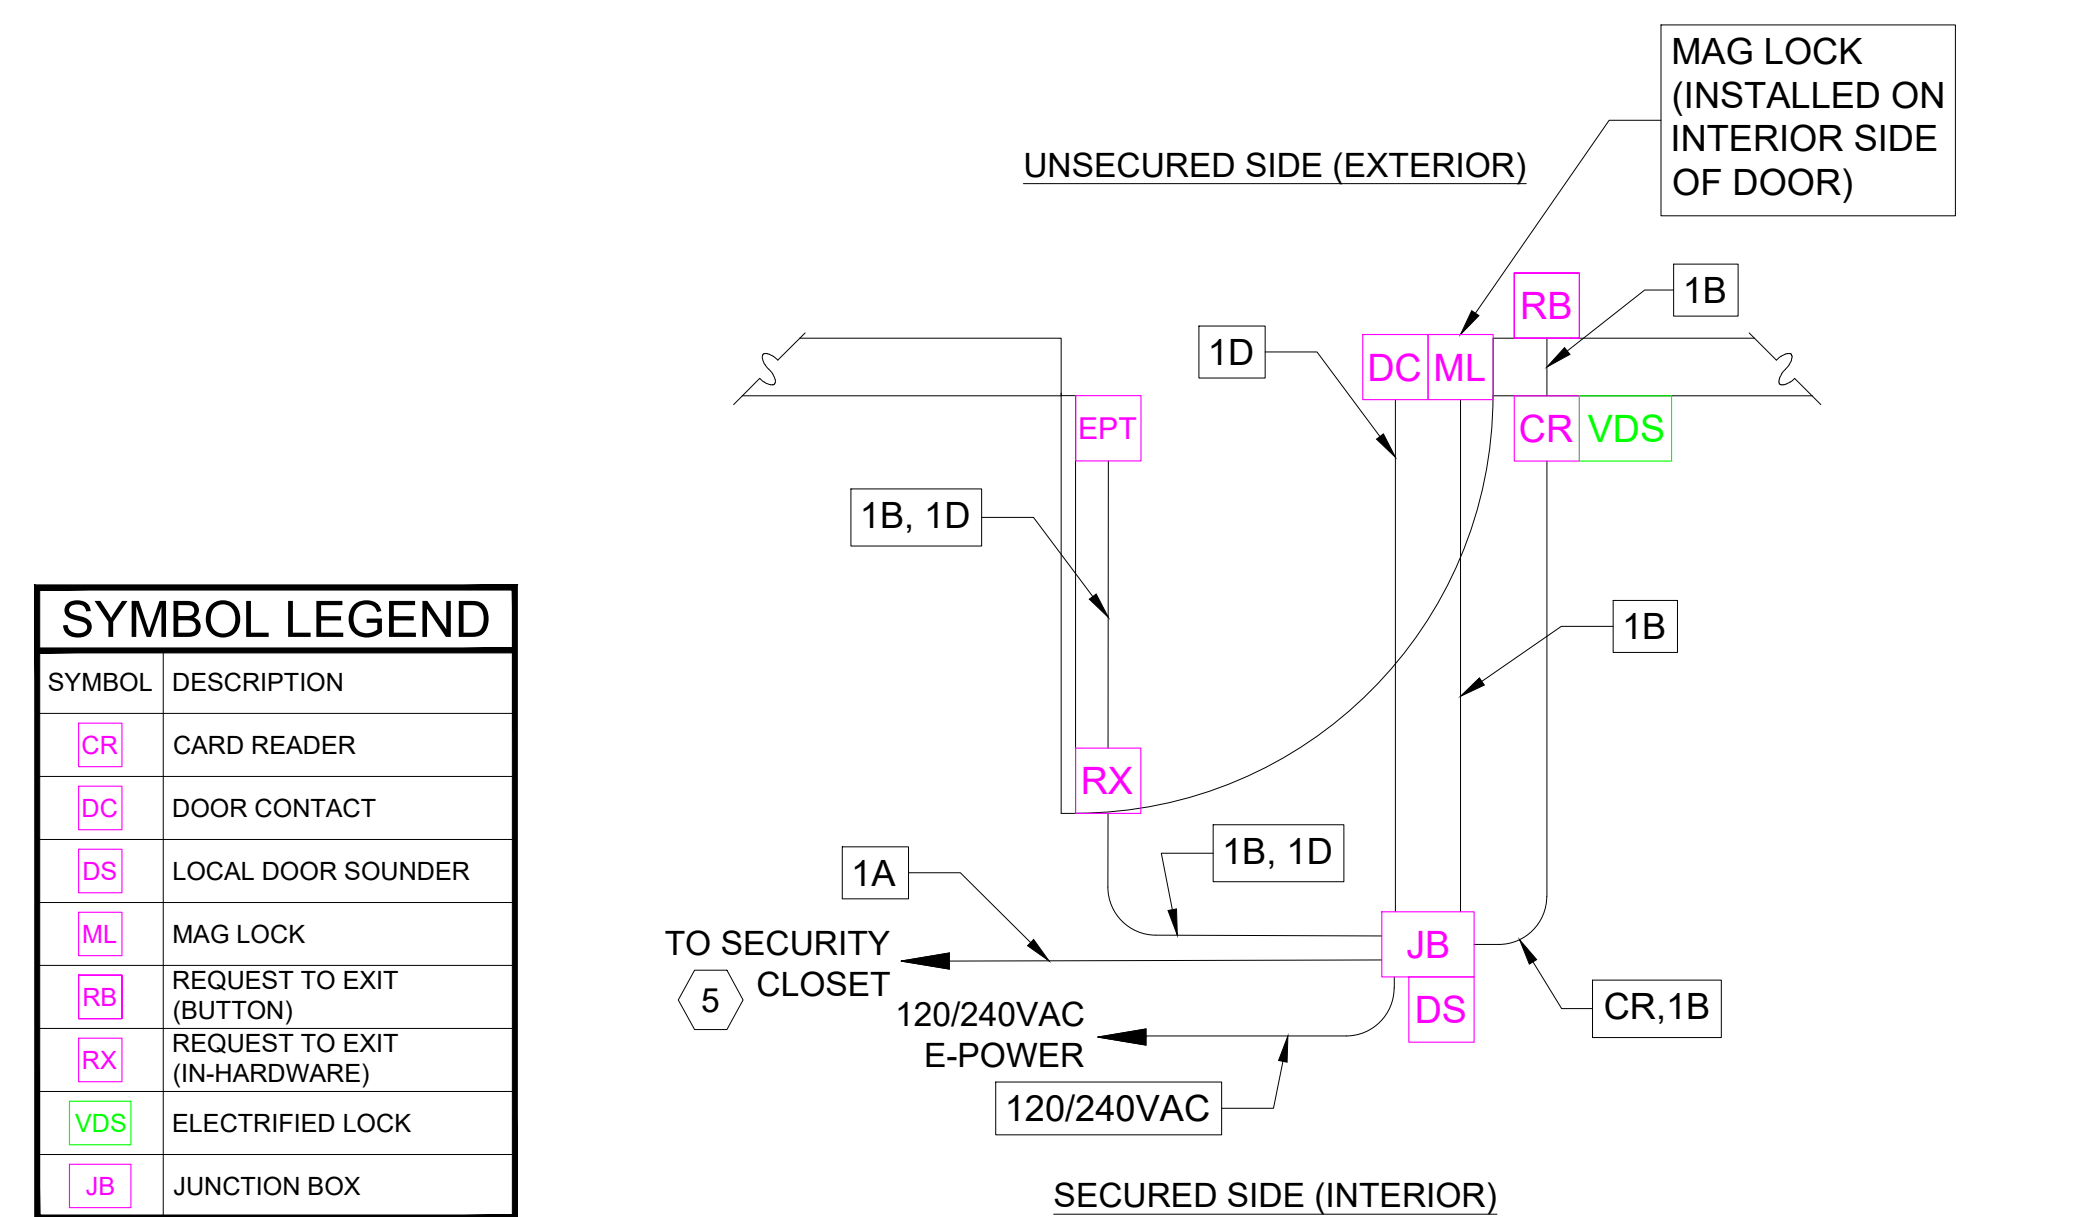 MAG LOCK
(INSTALLED ON
INTERIOR SIDE
OF DOOR)
UNSECURED SIDE (EXTERIOR)
RB
1B
1D
DC ML
CR VDS
EPT
1B, 1D
1B
RX
1B, 1D
1A
TO SECURITY
CLOSET
5
JB
DS
CR,1B
120/240VAC
E-POWER
120/240VAC
SECURED SIDE (INTERIOR)
SYMBOL LEGEND
SYMBOL DESCRIPTION
CR CARD READER
DC DOOR CONTACT
DS LOCAL DOOR SOUNDER
ML MAG LOCK
RB REQUEST TO EXIT
(BUTTON)
RX REQUEST TO EXIT
(IN-HARDWARE)
VDS ELECTRIFIED LOCK
JB JUNCTION BOX